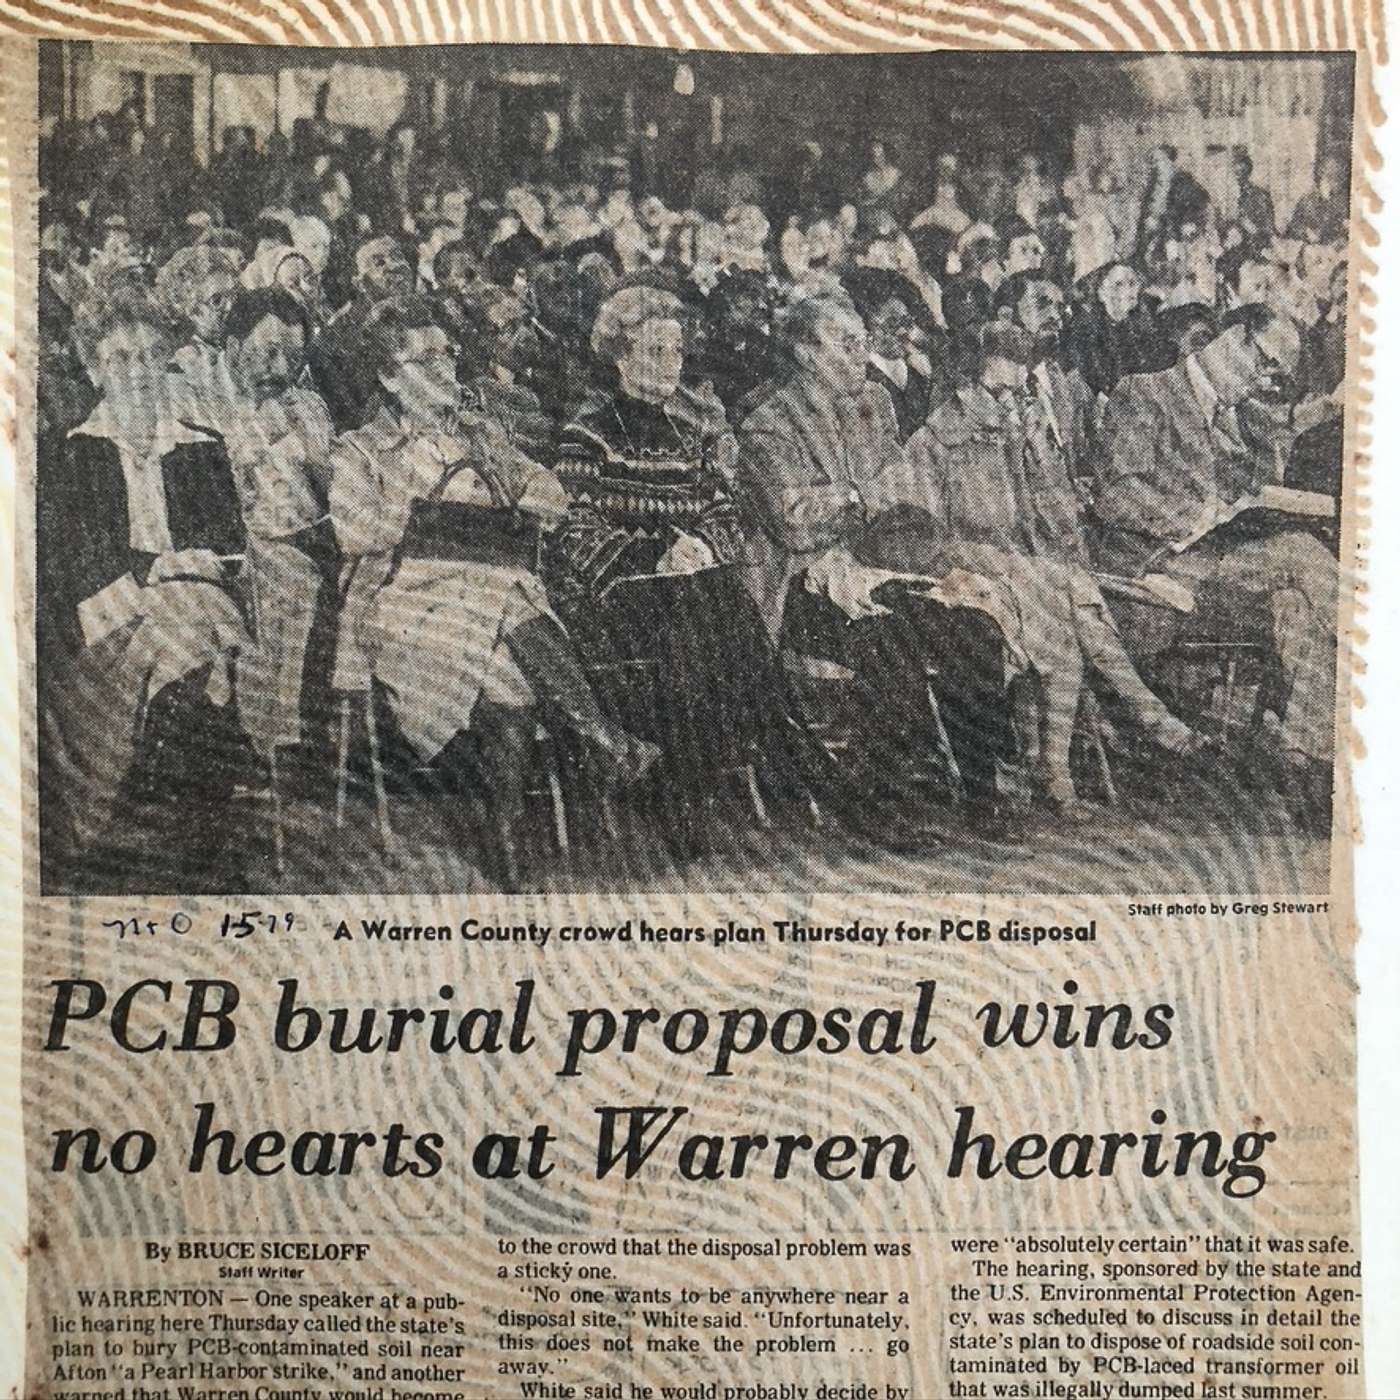 Staff photo by Greg Stewart
N+O 1-5-79
A Warren County crowd hears plan Thursday for PCB disposal
PCB burial proposal wins
no hearts at Warren hearing
By BRUCE SICELOFF
Staff Writer
WARRENTON — One speaker at a pub-
lic hearing here Thursday called the state's
plan to bury PCB-contaminated soil near
Afton "a Pearl Harbor strike," and another
warned that Warren County would become
to the crowd that the disposal problem was
a sticky one.
"No one wants to be anywhere near a
disposal site," White said. "Unfortunately,
this does not make the problem ... go
away."
White said he would probably decide by
were "absolutely certain" that it was safe.
The hearing, sponsored by the state and
the U.S. Environmental Protection Agen-
cy, was scheduled to discuss in detail the
state's plan to dispose of roadside soil con-
taminated by PCB-laced transformer oil
that was illegally dumped last summer